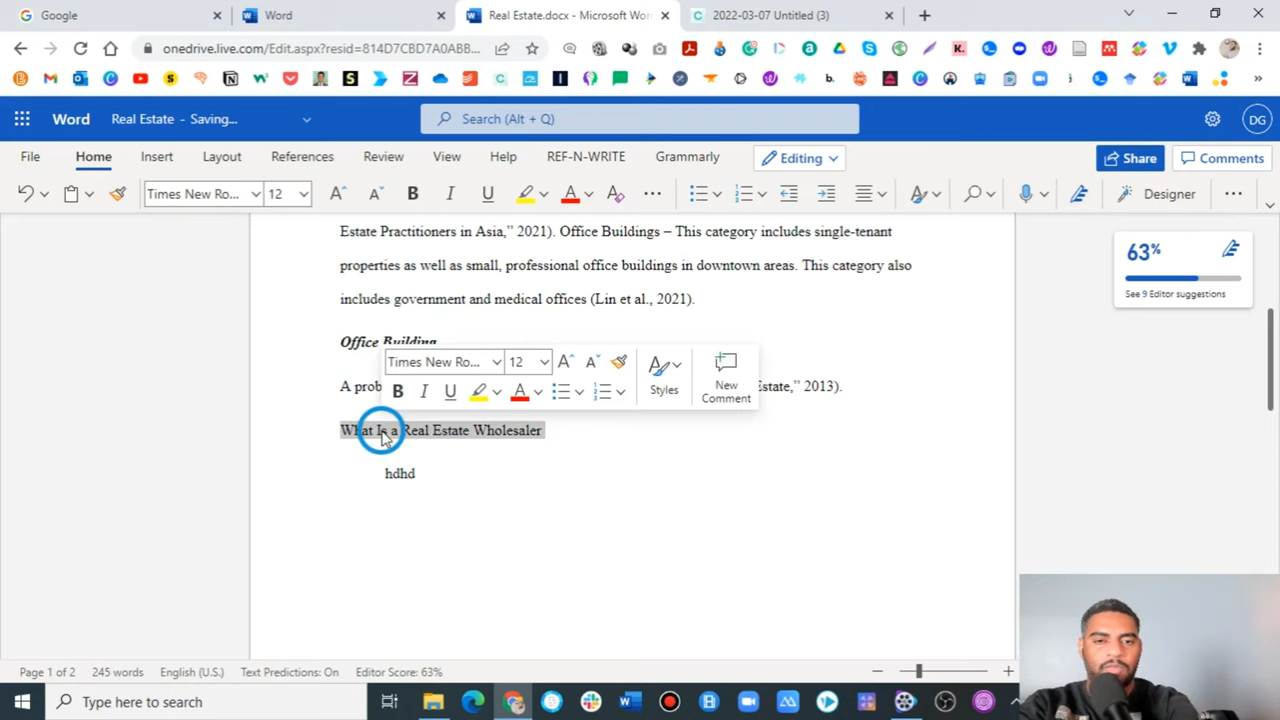 Google
Word
Real Estate.docx - Microsoft Wor
2022-03-07 Untitled (3)
onedrive.live.com/Edit.aspx?resid=814D7CBD7A0ABB...
Word
Real Estate - Saving...
Search (Alt + Q)
DG
File
Home
Insert
Layout
References
Review
View
Help
REF-N-WRITE
Grammarly
Editing
Share
Comments
Times New Ro...
12
Designer
Estate Practitioners in Asia,” 2021). Office Buildings – This category includes single-tenant
properties as well as small, professional office buildings in downtown areas. This category also
includes government and medical offices (Lin et al., 2021).
63%
See 9 Editor suggestions
Office Building
Times New Ro...
12
Styles
New
Comment
A prob
Estate,” 2013).
What Is a Real Estate Wholesaler
hdhd
Page 1 of 2
245 words
English (U.S.)
Text Predictions: On
Editor Score: 63%
Type here to search